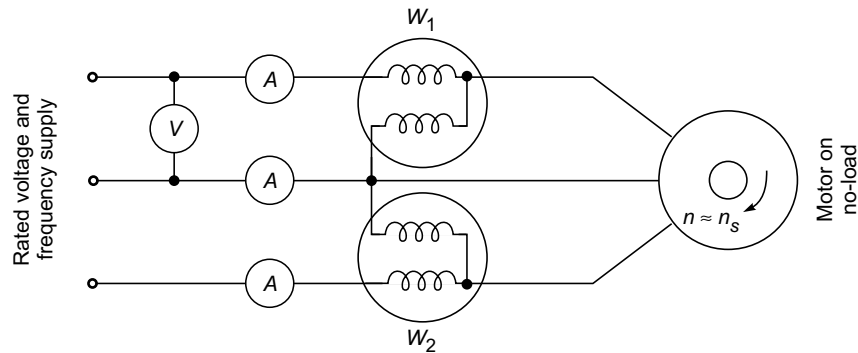 W1
Rated voltage and
frequency supply
A
V
A
n ≈ ns
Motor on
no-load
A
W2